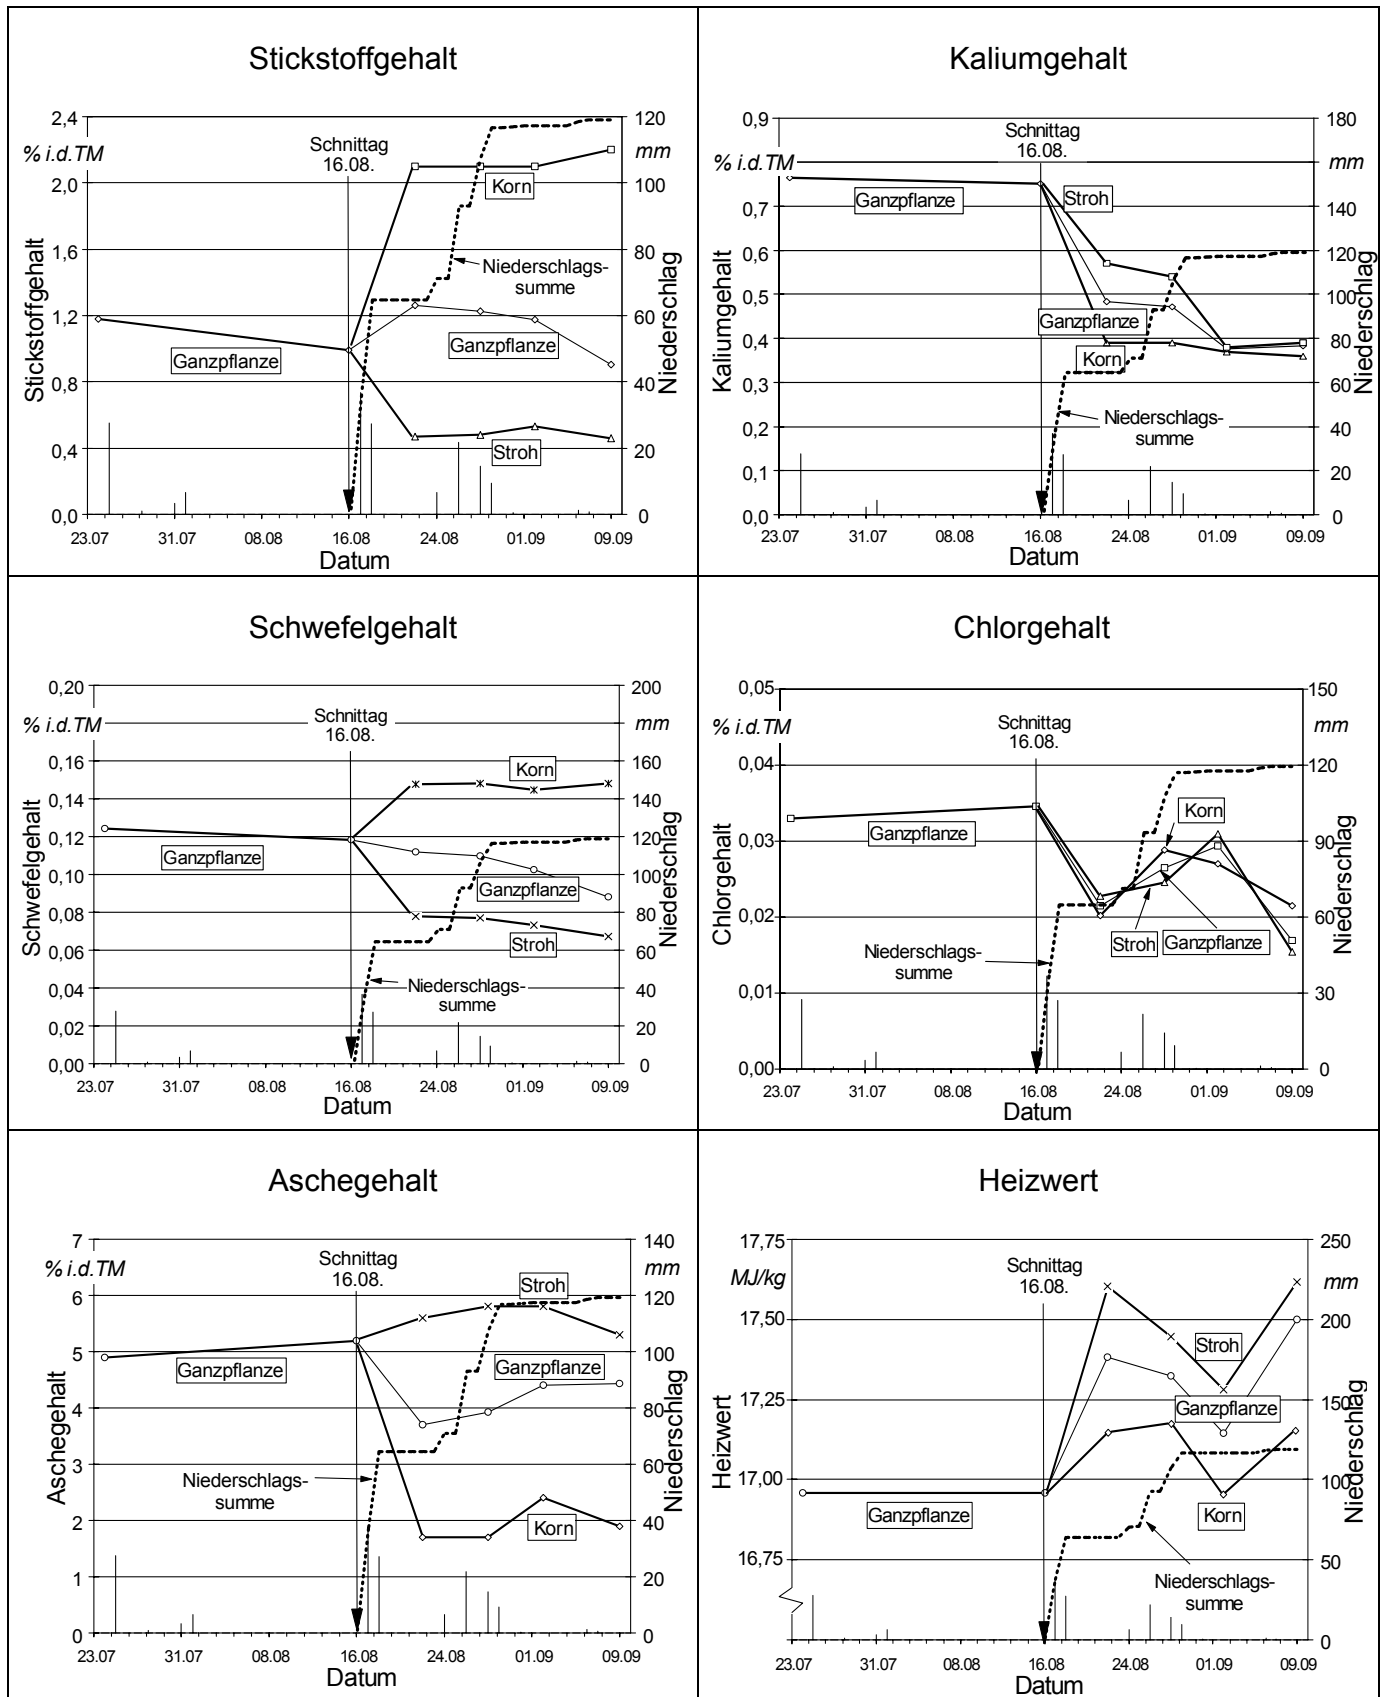 Stickstoffgehalt
2,4
120
% i.d.TM
Schnittag
16.08.
mm
2,0
100
Korn
1,6
80
Niederschlags-
summe
1,2
60
Ganzpflanze
Ganzpflanze
0,8
40
Stroh
0,4
20
0,0
0
Stickstoffgehalt
Niederschlag
23.07 31.07 08.08 16.08 24.08 01.09 09.09
Datum
Kaliumgehalt
0,9
180
Schnittag
16.08.
% i.d.TM
mm
160
Ganzpflanze
Stroh
0,7
140
0,6
120
0,5
100
Ganzpflanze
0,4
80
Korn
0,3
60
Niederschlags-
summe
0,2
40
0,1
20
0,0
0
Kaliumgehalt
Niederschlag
23.07 31.07 08.08 16.08 24.08 01.09 09.09
Datum
Schwefelgehalt
0,20
200
% i.d.TM
Schnittag
16.08.
mm
0,16
160
Korn
0,14
140
0,12
120
Ganzpflanze
0,10
100
Ganzpflanze
0,08
80
Stroh
0,06
60
Niederschlags-
summe
0,04
40
0,02
20
0,00
0
Schwefelgehalt
Niederschlag
23.07 31.07 08.08 16.08 24.08 01.09 09.09
Datum
Chlorgehalt
0,05
150
% i.d.TM
Schnittag
16.08.
mm
0,04
120
Korn
Ganzpflanze
0,03
90
0,02
60
Stroh
Ganzpflanze
Niederschlags-
summe
0,01
30
0,00
0
Chlorgehalt
Niederschlag
23.07 31.07 08.08 16.08 24.08 01.09 09.09
Datum
Aschegehalt
7
140
% i.d.TM
Schnittag
16.08.
mm
Stroh
6
120
5
100
Ganzpflanze
Ganzpflanze
4
80
3
60
Niederschlags-
summe
2
40
Korn
1
20
0
0
Aschegehalt
Niederschlag
23.07 31.07 08.08 16.08 24.08 01.09 09.09
Datum
Heizwert
17,75
250
MJ/kg
Schnittag
16.08.
mm
17,50
200
Stroh
17,25
150
Ganzpflanze
17,00
100
Ganzpflanze
Korn
16,75
50
Niederschlags-
summe
0
Heizwert
Niederschlag
23.07 31.07 08.08 16.08 24.08 01.09 09.09
Datum